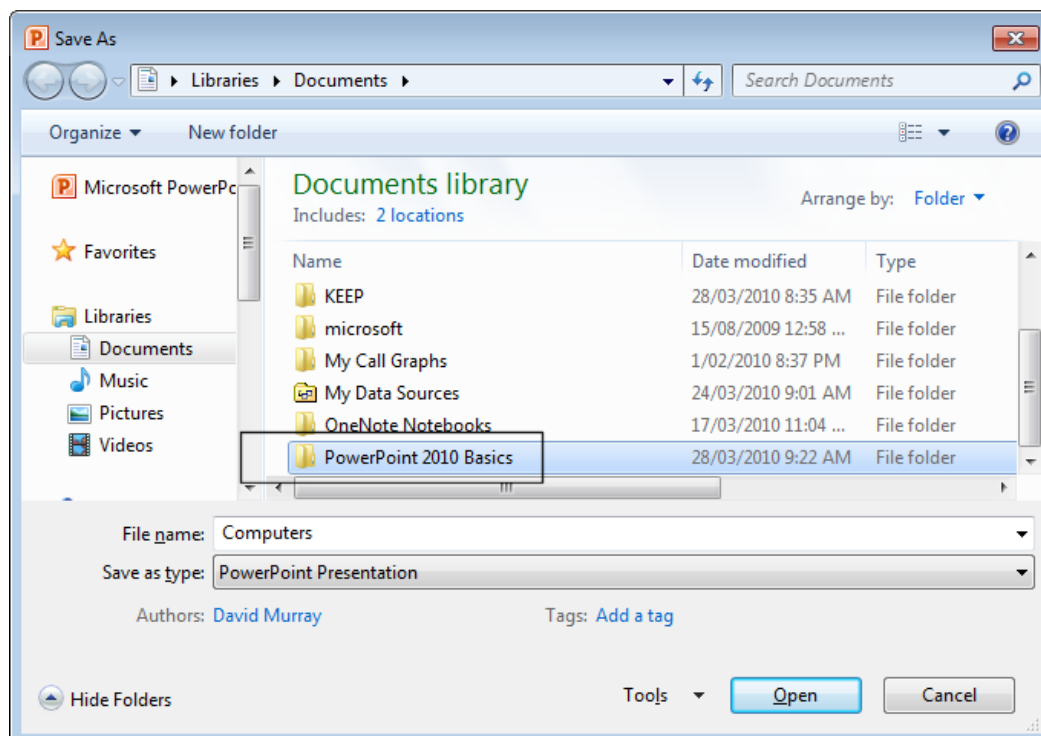 Save As
Libraries Documents Search Documents
Organize New folder
Microsoft PowerPc
Favorites
Libraries
Documents
Music
Pictures
Videos
Documents library
Includes: 2 locations
Arrange by: Folder
Name Date modified Type
KEEP 28/03/2010 8:35 AM File folder
microsoft 15/08/2009 12:58 ... File folder
My Call Graphs 1/02/2010 8:37 PM File folder
My Data Sources 24/03/2010 9:01 AM File folder
OneNote Notebooks 17/03/2010 11:04 ... File folder
PowerPoint 2010 Basics 28/03/2010 9:22 AM File folder
File name: Computers
Save as type: PowerPoint Presentation
Authors: David Murray Tags: Add a tag
Hide Folders Tools Open Cancel